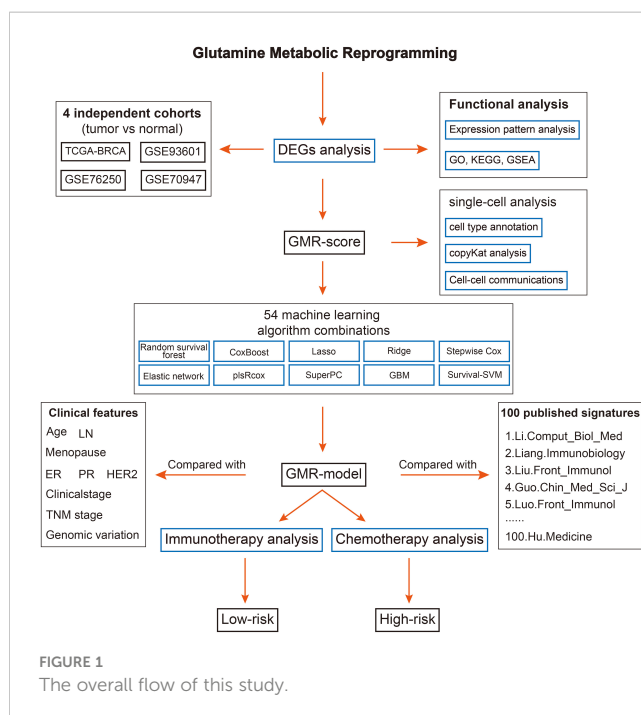 Glutamine Metabolic Reprogramming
4 independent cohorts
(tumor vs normal)
TCGA-BRCA
GSE93601
GSE76250
GSE70947
DEGs analysis
Functional analysis
Expression pattern analysis
GO, KEGG, GSEA
GMR-score
single-cell analysis
cell type annotation
copyKat analysis
Cell-cell communications
54 machine learning
algorithm combinations
Random survival
forest
CoxBoost
Lasso
Ridge
Stepwise Cox
Elastic network
plsRcox
SuperPC
GBM
Survival-SVM
Clinical features
Age LN
Menopause
ER PR HER2
Clinicalstage
TNM stage
Genomic variation
Compared with
GMR-model
Compared with
100 published signatures
1.Li.Comput_Biol_Med
2.Liang.Immunobiology
3.Liu.Front_Immunol
4.Guo.Chin_Med_Sci_J
5.Luo.Front_Immunol
......
100.Hu.Medicine
Immunotherapy analysis
Chemotherapy analysis
Low-risk
High-risk
FIGURE 1
The overall flow of this study.